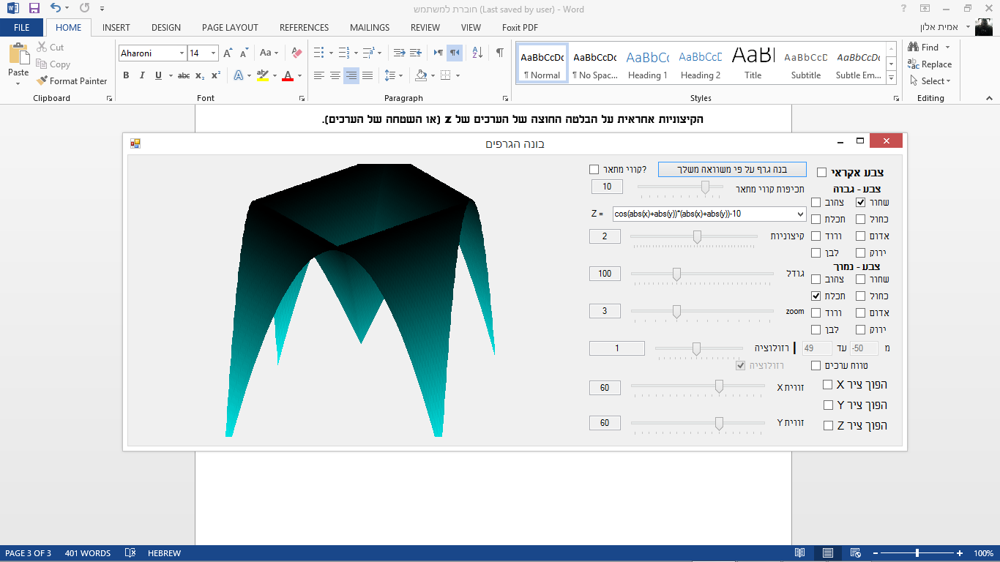 חוברת למשתמש (Last saved by user) - Word
FILE HOME INSERT DESIGN PAGE LAYOUT REFERENCES MAILINGS REVIEW VIEW Foxit PDF
אמית אלון
Paste
Cut
Copy
Format Painter
Clipboard
Aharoni 14
Font
Paragraph
AaBbCcDc AaBbCcDc AaBbCc AaBbCcD AaBl AaBbCcD AaBbCcDc
¶ Normal ¶ No Spac... Heading 1 Heading 2 Title Subtitle Subtle Em...
Styles
Find
Replace
Select
Editing
הקיצוניות אחראית על הבלטה החוצה של הערכים של Z (או השטחה של הערכים).
בונה הגרפים
קווי מתאר?
בנה גרף על פי משוואה משלך
צבע אקראי
10
תכיפות קווי מתאר
צבע - גבוה
Z =
cos(abs(x)+abs(y))*(abs(x)+abs(y))-10
שחור צהוב
כחול תכלת
אדום ורוד
ירוק לבן
2
קיצוניות
צבע - נמוך
שחור צהוב
כחול תכלת
אדום ורוד
ירוק לבן
100
גודל
3
zoom
1
רזולוציה
מ -50 עד 49
רזולוציה
טווח ערכים
60
זווית X
60
זווית Y
הפוך ציר X
הפוך ציר Y
הפוך ציר Z
PAGE 3 OF 3 401 WORDS HEBREW
100%